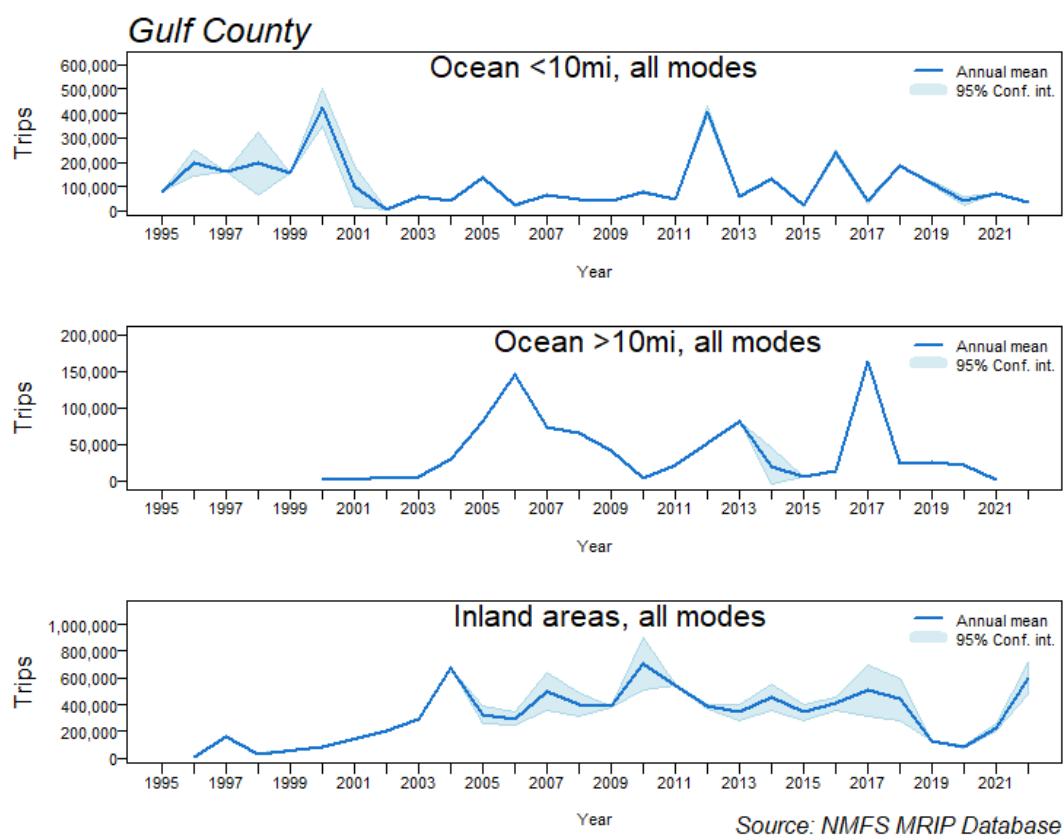 Gulf County
Ocean <10mi, all modes
Annual mean
95% Conf. int.
Trips
600,000
500,000
400,000
300,000
200,000
100,000
0
1995 1997 1999 2001 2003 2005 2007 2009 2011 2013 2015 2017 2019 2021
Year
Ocean >10mi, all modes
Annual mean
95% Conf. int.
Trips
200,000
150,000
100,000
50,000
0
1995 1997 1999 2001 2003 2005 2007 2009 2011 2013 2015 2017 2019 2021
Year
Inland areas, all modes
Annual mean
95% Conf. int.
Trips
1,000,000
800,000
600,000
400,000
200,000
0
1995 1997 1999 2001 2003 2005 2007 2009 2011 2013 2015 2017 2019 2021
Year
Source: NMFS MRIP Database